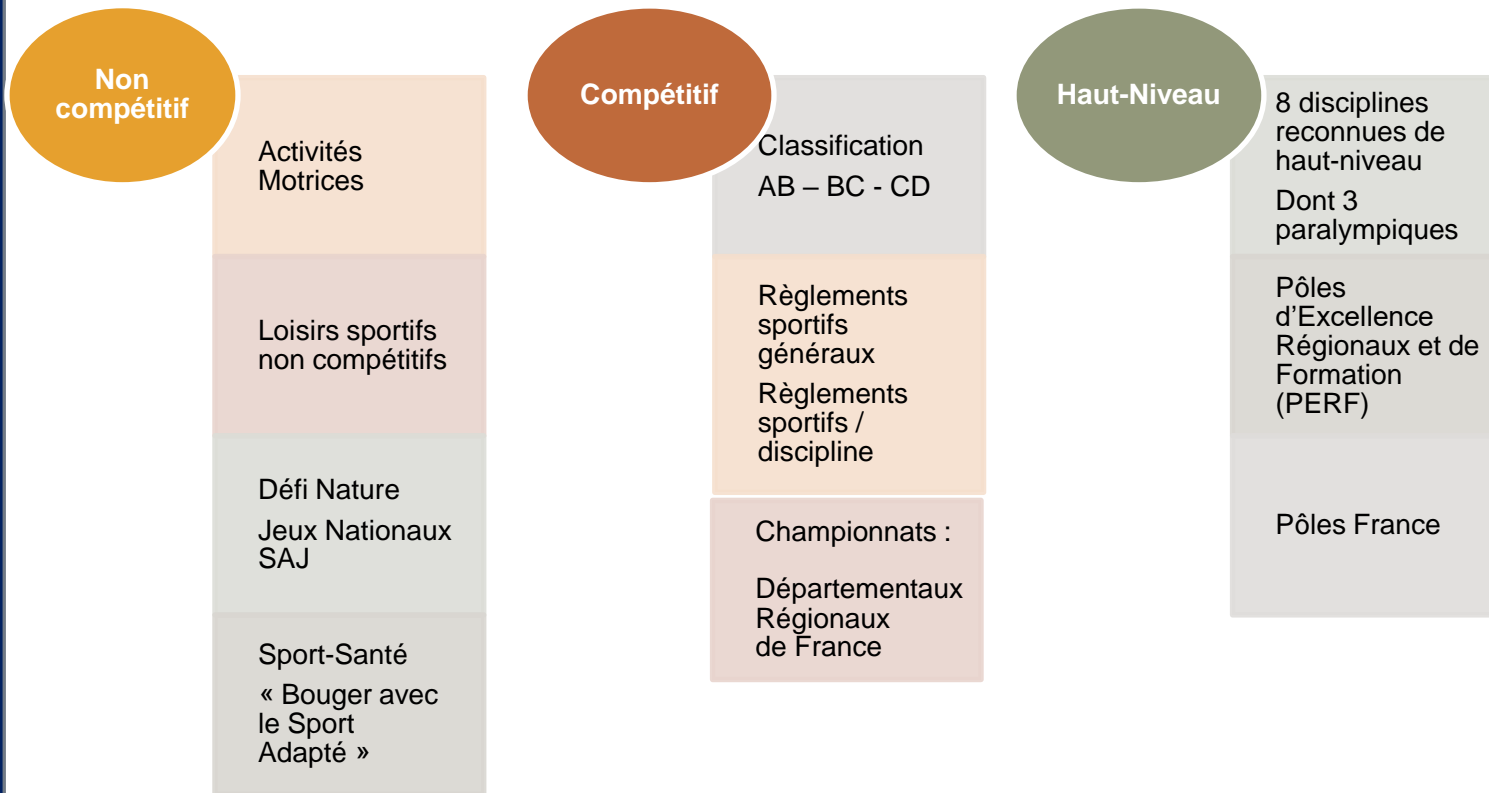 Non
compétitif
Activités
Motrices
Loisirs sportifs
non compétitifs
Défi Nature
Jeux Nationaux
SAJ
Sport-Santé
« Bouger avec
le Sport
Adapté »
Compétitif
Classification
AB – BC - CD
Règlements
sportifs
généraux
Règlements
sportifs /
discipline
Championnats :
Départementaux
Régionaux
de France
Haut-Niveau
8 disciplines
reconnues de
haut-niveau
Dont 3
paralympiques
Pôles
d’Excellence
Régionaux et de
Formation
(PERF)
Pôles France